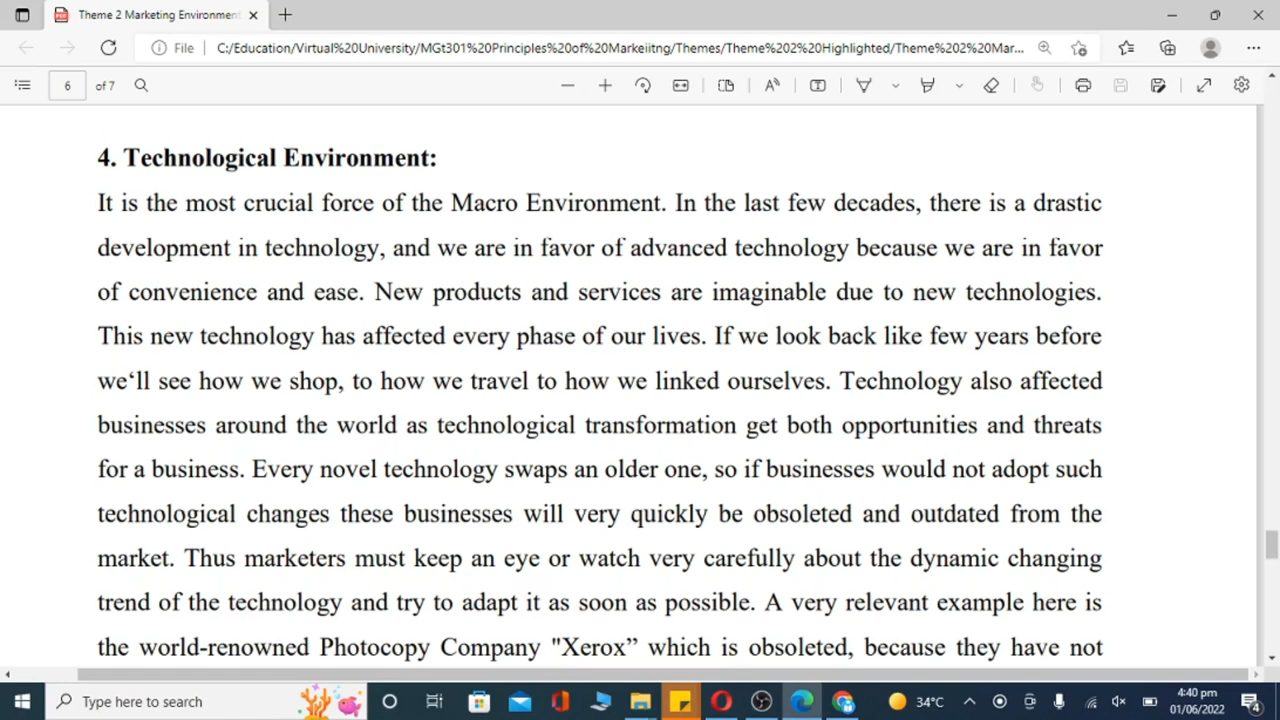 Theme 2 Marketing Environment
File
C:/Education/Virtual%20University/MGt301%20Principles%20of%20Markeiitng/Themes/Theme%202%20Highlighted/Theme%202%20Mar...
6 of 7
4. Technological Environment:
It is the most crucial force of the Macro Environment. In the last few decades, there is a drastic
development in technology, and we are in favor of advanced technology because we are in favor
of convenience and ease. New products and services are imaginable due to new technologies.
This new technology has affected every phase of our lives. If we look back like few years before
we‘ll see how we shop, to how we travel to how we linked ourselves. Technology also affected
businesses around the world as technological transformation get both opportunities and threats
for a business. Every novel technology swaps an older one, so if businesses would not adopt such
technological changes these businesses will very quickly be obsoleted and outdated from the
market. Thus marketers must keep an eye or watch very carefully about the dynamic changing
trend of the technology and try to adapt it as soon as possible. A very relevant example here is
the world-renowned Photocopy Company "Xerox” which is obsoleted, because they have not
Type here to search
34°C
4:40 pm
01/06/2022
4